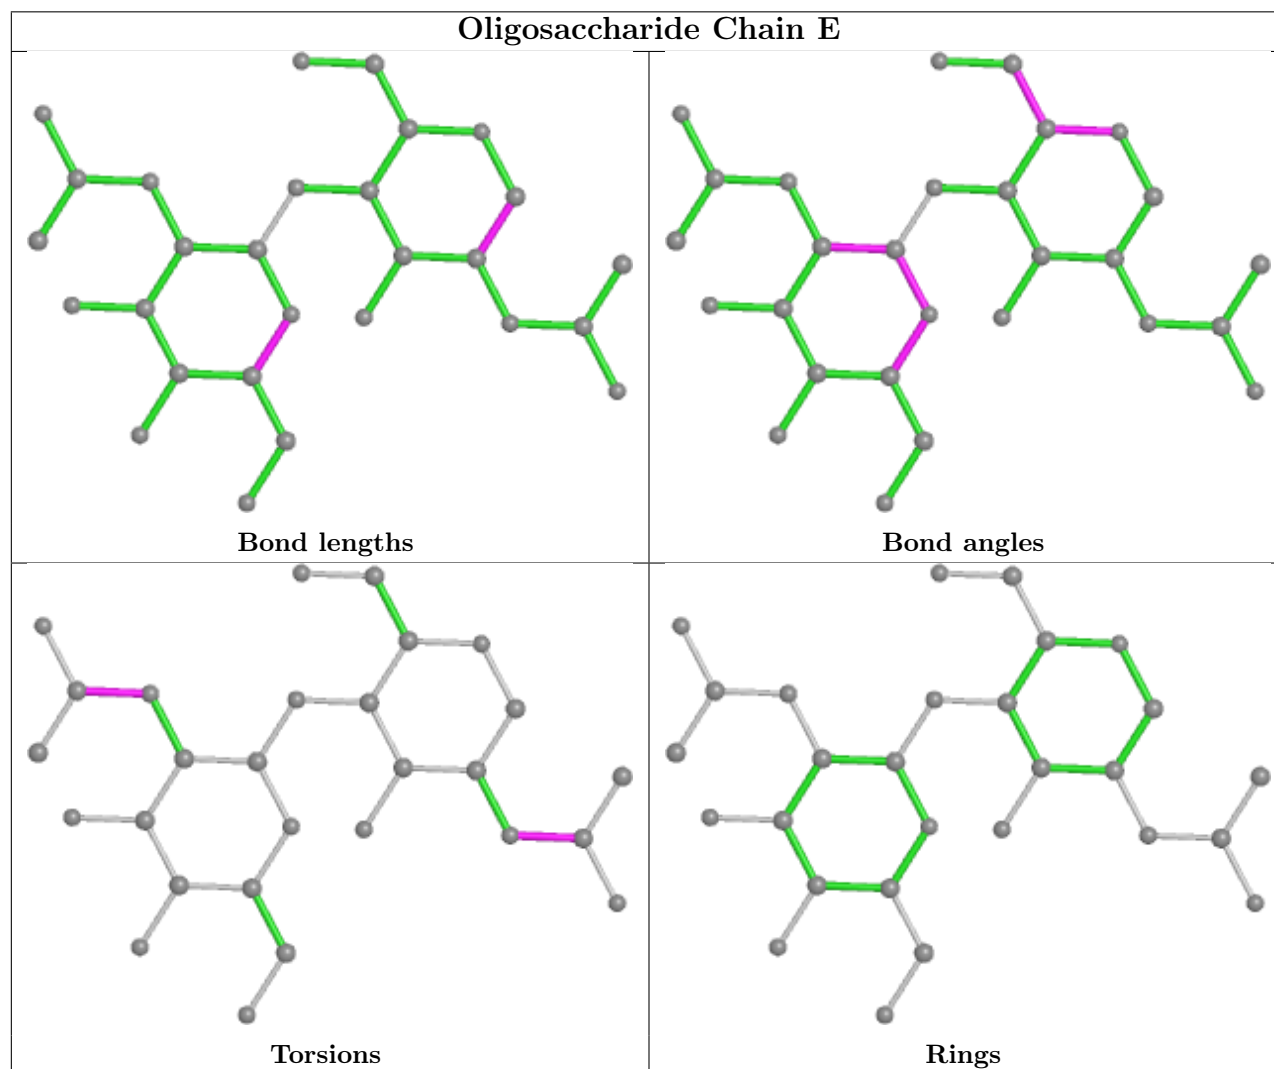 Oligosaccharide Chain E
Bond lengths
Bond angles
Torsions
Rings